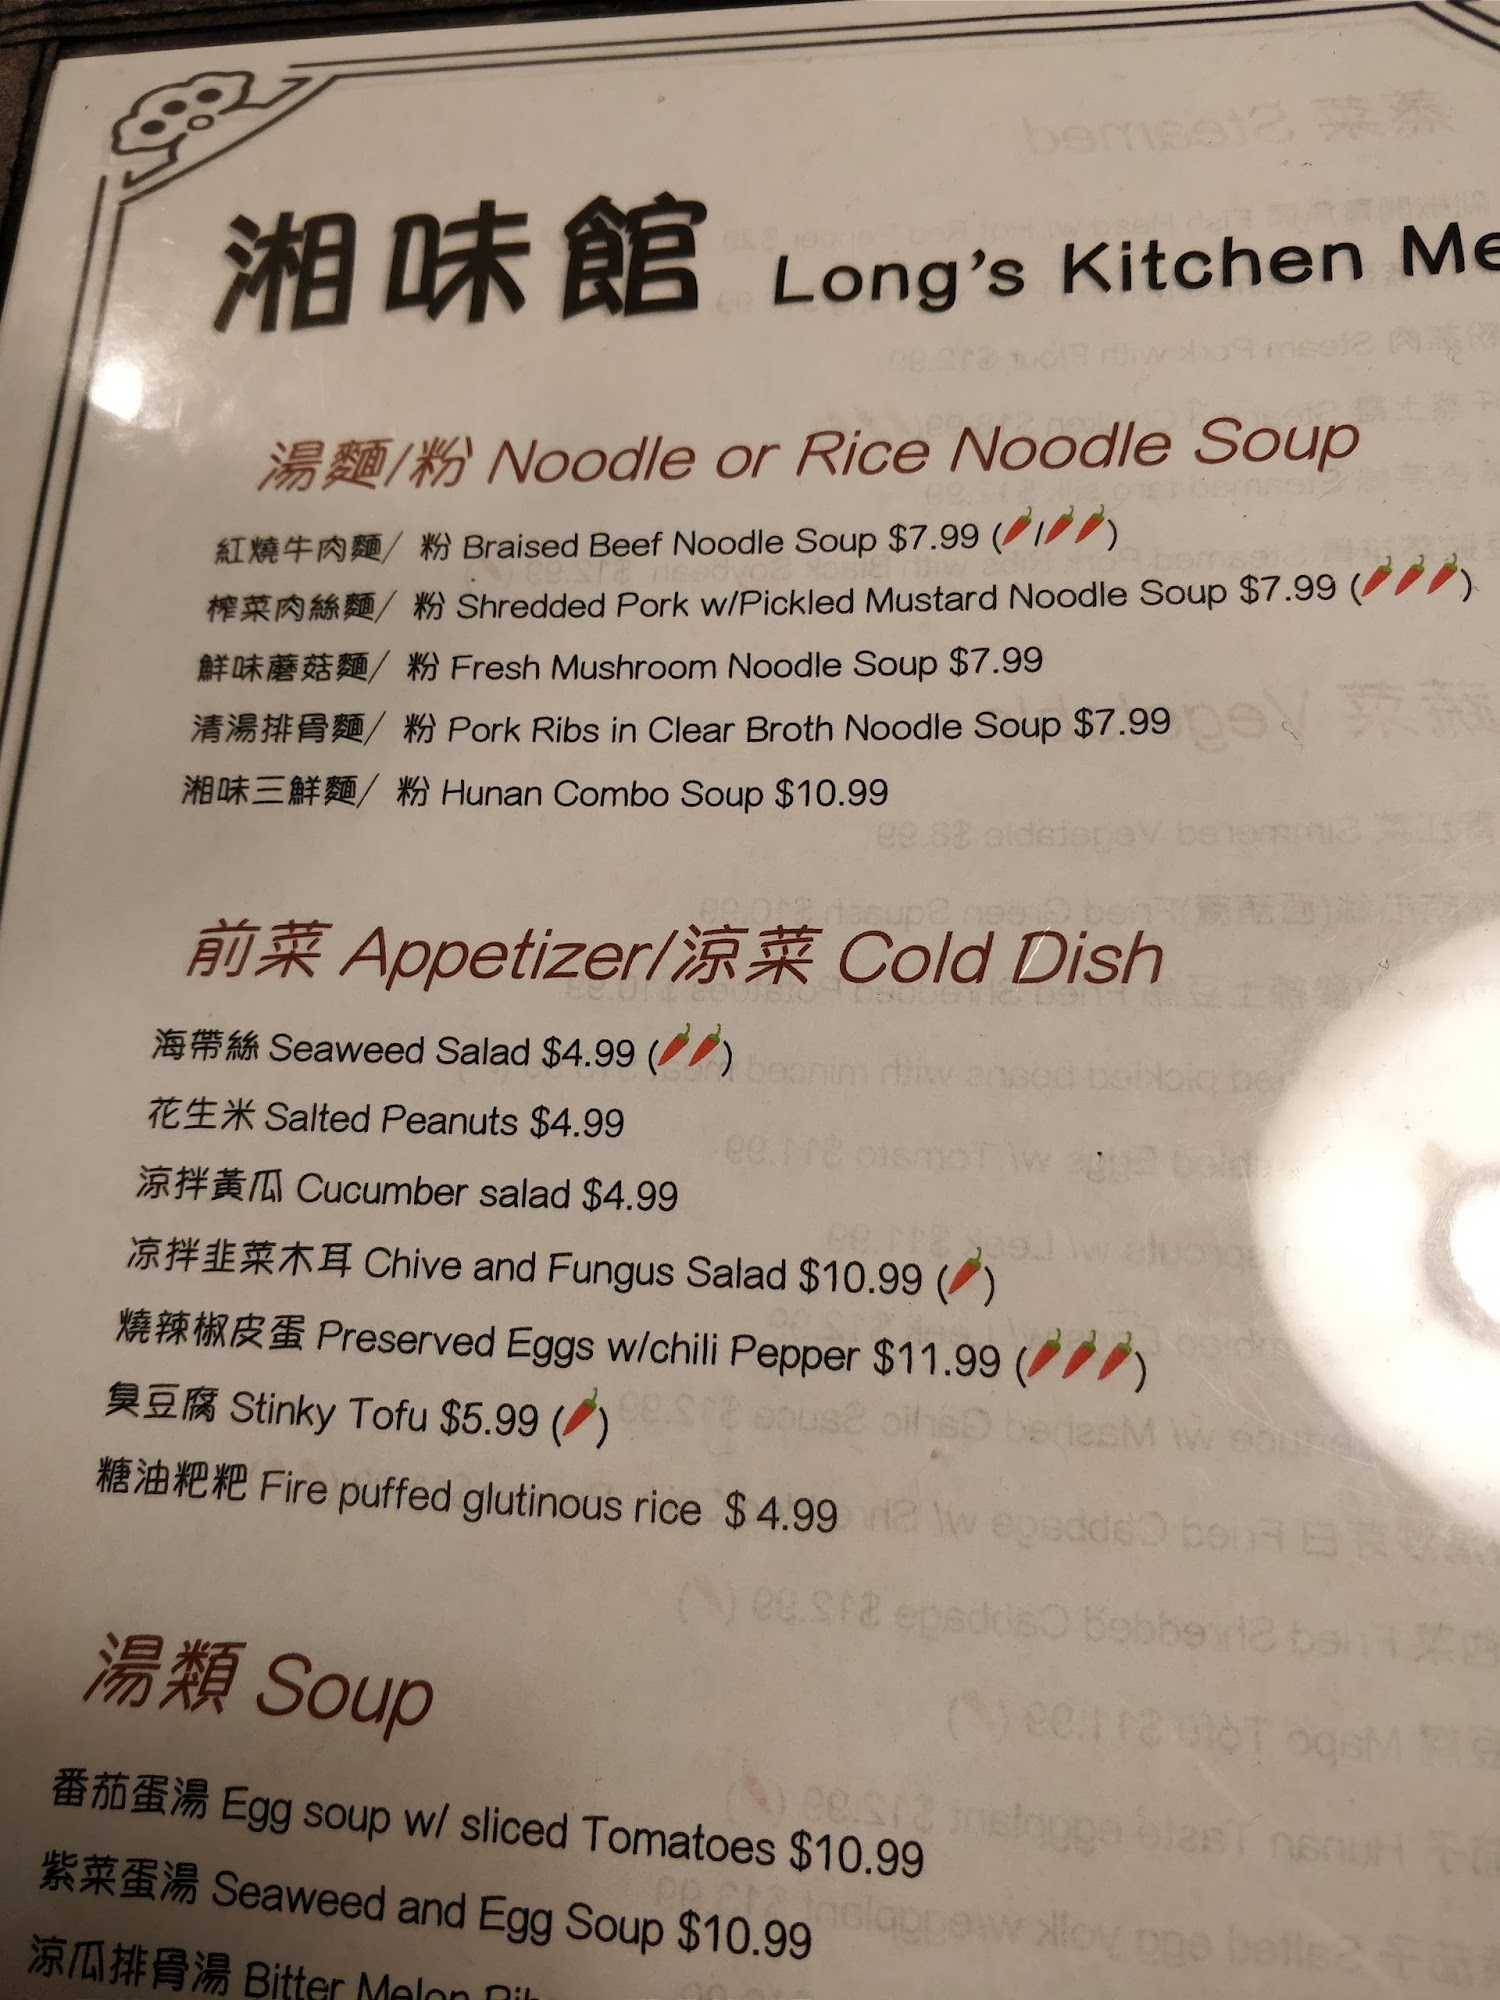 湘味館 Long's Kitchen Me
湯麵/粉 Noodle or Rice Noodle Soup
紅燒牛肉麵/ 粉 Braised Beef Noodle Soup $7.99 (🌶/🌶🌶)
榨菜肉絲麵/ 粉 Shredded Pork w/Pickled Mustard Noodle Soup $7.99 (🌶🌶🌶)
鮮味蘑菇麵/ 粉 Fresh Mushroom Noodle Soup $7.99
清湯排骨麵/ 粉 Pork Ribs in Clear Broth Noodle Soup $7.99
湘味三鮮麵/ 粉 Hunan Combo Soup $10.99
前菜 Appetizer/涼菜 Cold Dish
海帶絲 Seaweed Salad $4.99 (🌶🌶)
花生米 Salted Peanuts $4.99
涼拌黃瓜 Cucumber salad $4.99
凉拌韭菜木耳 Chive and Fungus Salad $10.99 (🌶)
燒辣椒皮蛋 Preserved Eggs w/chili Pepper $11.99 (🌶🌶🌶)
臭豆腐 Stinky Tofu $5.99 (🌶)
糖油粑粑 Fire puffed glutinous rice $ 4.99
湯類 Soup
番茄蛋湯 Egg soup w/ sliced Tomatoes $10.99
紫菜蛋湯 Seaweed and Egg Soup $10.99
涼瓜排骨湯 Bitter Melon